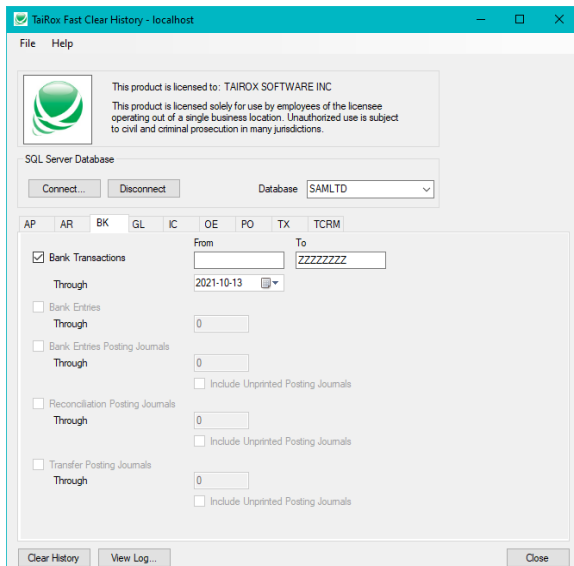 TaiRox Fast Clear History - localhost
File Help
This product is licensed to: TAIROX SOFTWARE INC
This product is licensed solely for use by employees of the licensee
operating out of a single business location. Unauthorized use is subject
to civil and criminal prosecution in many jurisdictions.
SQL Server Database
Connect... Disconnect Database SAMLTD
AP AR BK GL IC OE PO TX TCRM
From To
Bank Transactions ZZZZZZZZ
Through 2021-10-13
Bank Entries
Through 0
Bank Entries Posting Journals
Through 0
Include Unprinted Posting Journals
Reconciliation Posting Journals
Through 0
Include Unprinted Posting Journals
Transfer Posting Journals
Through 0
Include Unprinted Posting Journals
Clear History View Log... Close